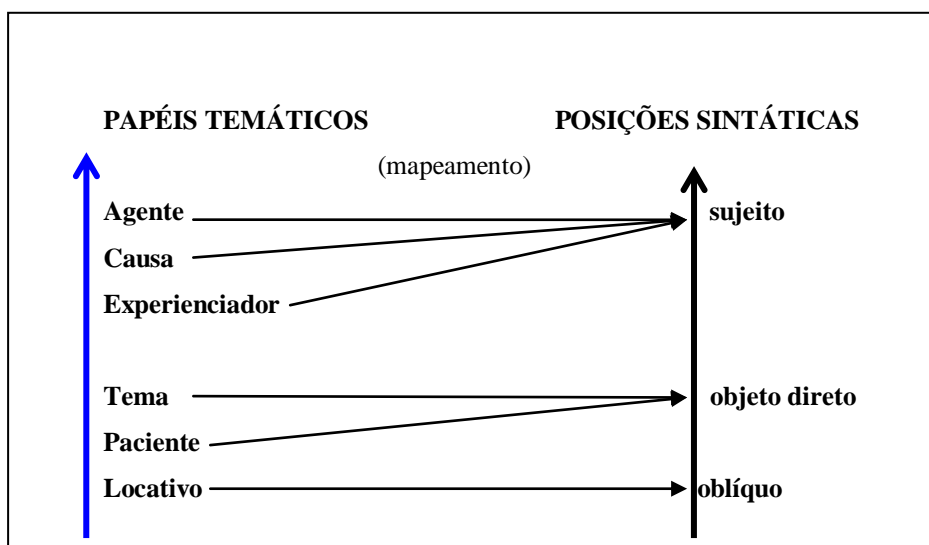 PAPÉIS TEMÁTICOS POSIÇÕES SINTÁTICAS
(mapeamento)
Agente sujeito
Causa
Experienciador
Tema objeto direto
Paciente
Locativo oblíquo